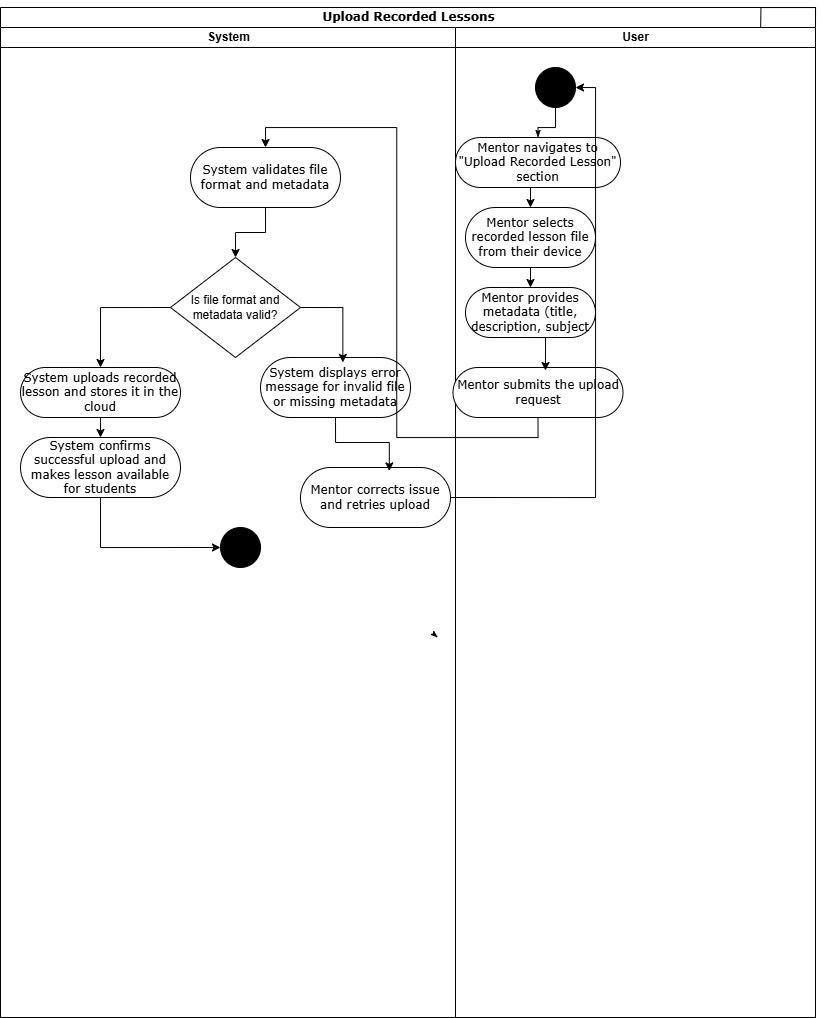 Upload Recorded Lessons
System
User
Mentor navigates to
"Upload Recorded Lesson"
section
Mentor selects
recorded lesson file
from their device
Mentor provides
metadata (title,
description, subject
Mentor submits the upload
request
System validates file
format and metadata
Is file format and
metadata valid?
System uploads recorded
lesson and stores it in the
cloud
System confirms
successful upload and
makes lesson available
for students
System displays error
message for invalid file
or missing metadata
Mentor corrects issue
and retries upload